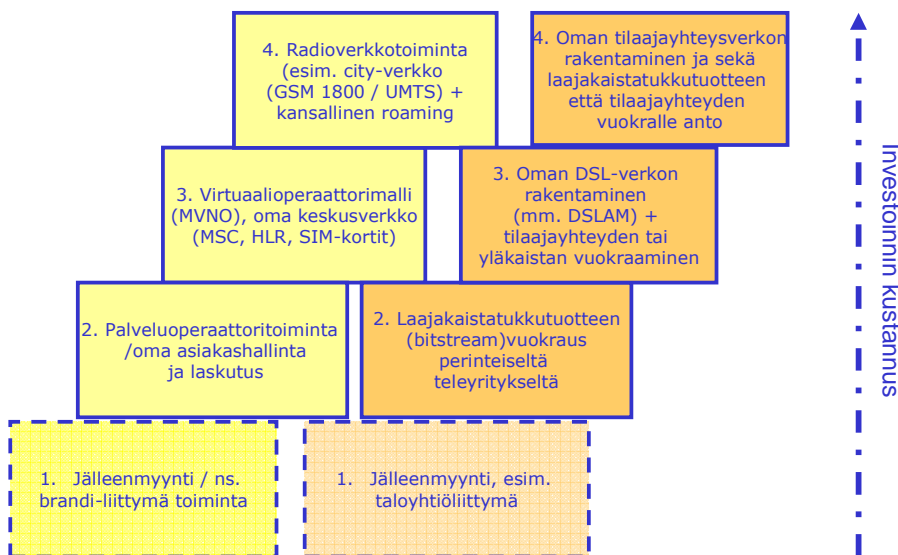 4. Radioverkkotoiminta
(esim. city-verkko
(GSM 1800 / UMTS) +
kansallinen roaming
4. Oman tilaajayhteysverkon
rakentaminen ja sekä
laajakaistatukkutuotteen
että tilaajayhteyden
vuokralle anto
3. Virtuaalioperaattorimalli
(MVNO), oma keskusverkko
(MSC, HLR, SIM-kortit)
3. Oman DSL-verkon
rakentaminen
(mm. DSLAM) +
tilaajayhteyden tai
yläkaistan vuokraaminen
2. Palveluoperaattoritoiminta
/oma asiakashallinta
ja laskutus
2. Laajakaistatukkutuotteen
(bitstream)vuokraus
perinteiseltä
teleyritykseltä
1. Jälleenmyynti / ns.
brandi-liittymä toiminta
1. Jälleenmyynti, esim.
taloyhtiöliittymä
Investoinnin kustannus